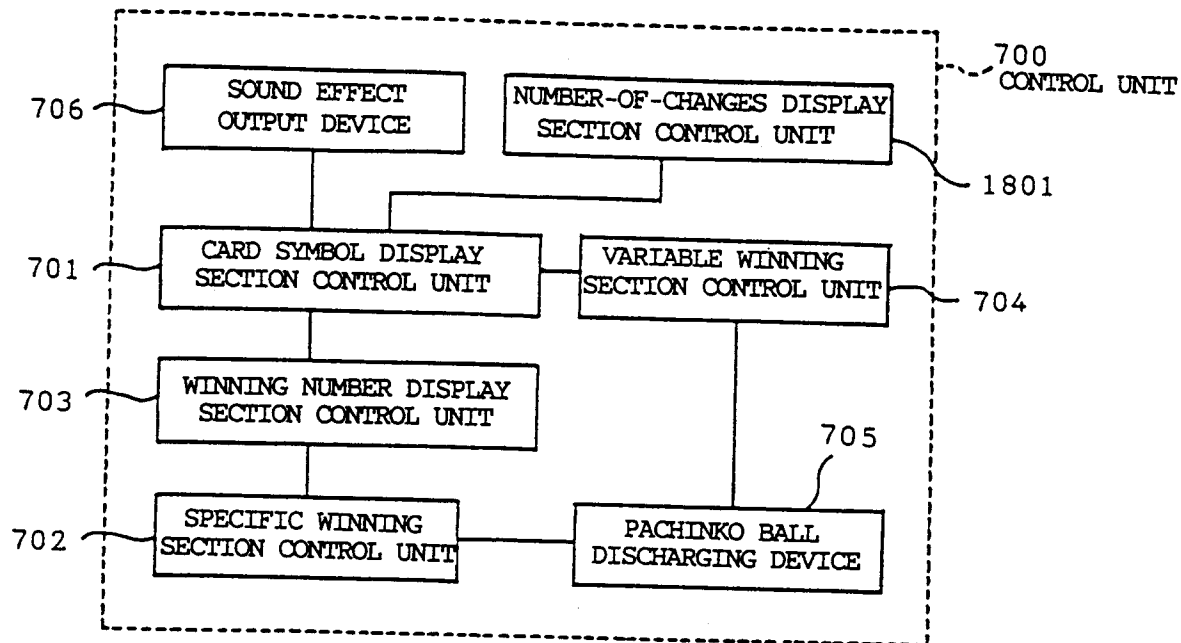 700
CONTROL UNIT
706
SOUND EFFECT
OUTPUT DEVICE
NUMBER-OF-CHANGES DISPLAY
SECTION CONTROL UNIT
1801
701
CARD SYMBOL DISPLAY
SECTION CONTROL UNIT
VARIABLE WINNING
SECTION CONTROL UNIT
704
703
WINNING NUMBER DISPLAY
SECTION CONTROL UNIT
705
702
SPECIFIC WINNING
SECTION CONTROL UNIT
PACHINKO BALL
DISCHARGING DEVICE